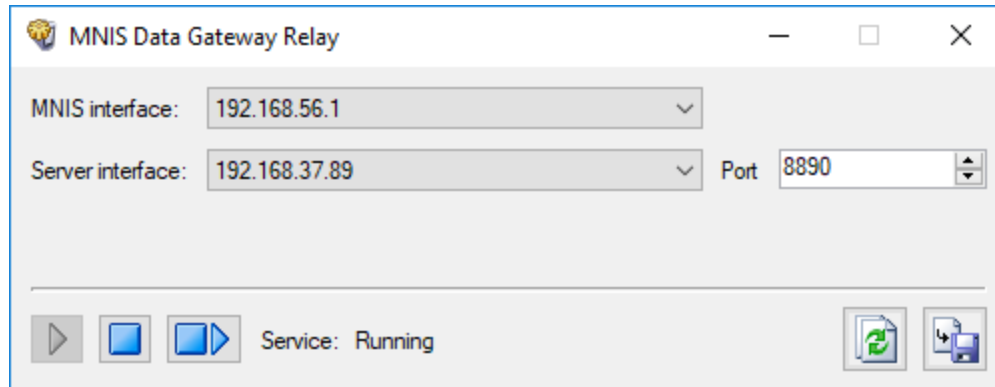 MNIS Data Gateway Relay
MNIS interface: 192.168.56.1
Server interface: 192.168.37.89 Port 8890
Service: Running